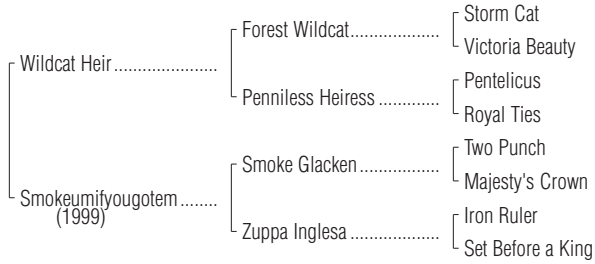 Storm Cat
Forest Wildcat....................
Victoria Beauty
Wildcat Heir.......................
Pentelicus
Penniless Heiress ..............
Royal Ties
Two Punch
Smoke Glacken..................
Majesty's Crown
Smokeumifyougotem........
(1999)
Iron Ruler
Zuppa Inglesa ....................
Set Before a King